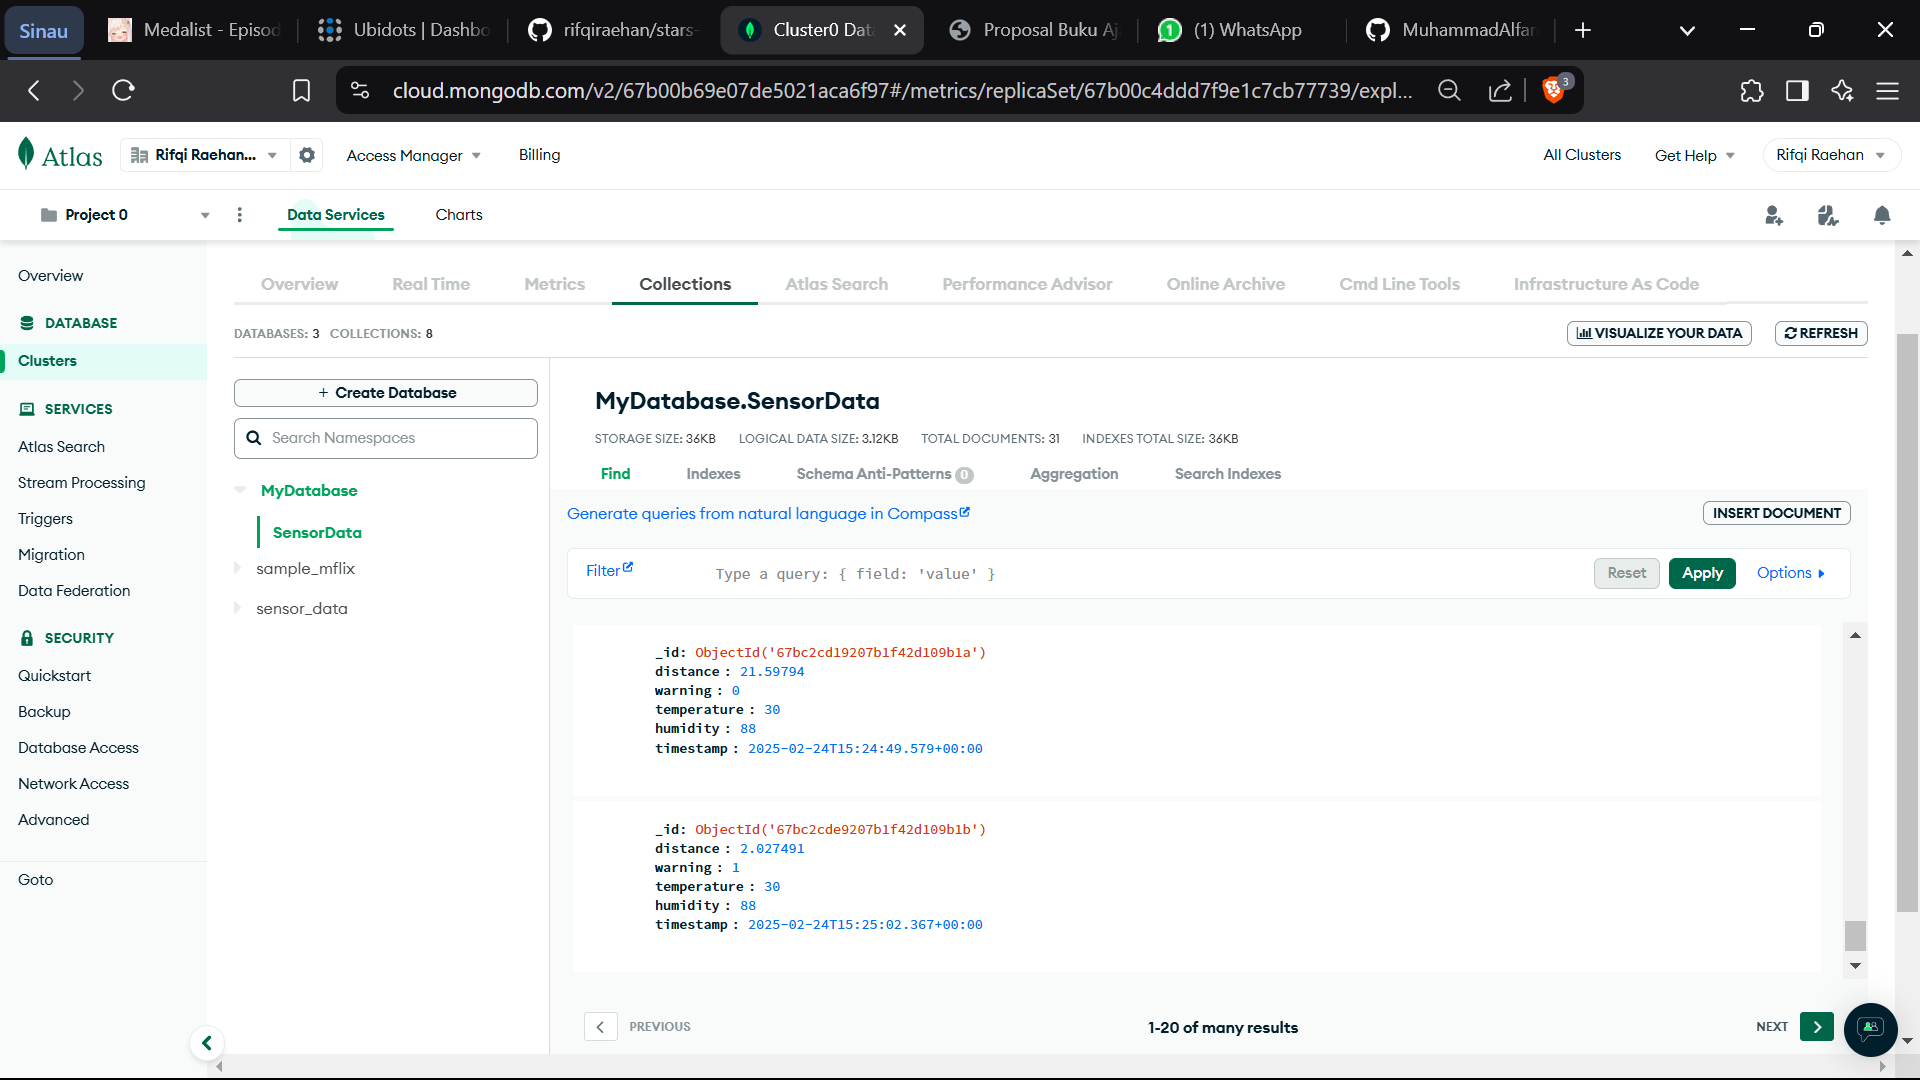 Sinau
Medalist - Episod
Ubidots | Dashbo
rifqiraehan/stars-
Cluster0 Data
Proposal Buku Aj
1
(1) WhatsApp
MuhammadAlfar
cloud.mongodb.com/v2/67b00b69e07de5021aca6f97#/metrics/replicaSet/67b00c4ddd7f9e1c7cb77739/expl...
3
Atlas
Rifqi Raehan...
Access Manager
Billing
All Clusters
Get Help
Rifqi Raehan
Project 0
Data Services
Charts
Overview
DATABASE
Clusters
SERVICES
Atlas Search
Stream Processing
Triggers
Migration
Data Federation
SECURITY
Quickstart
Backup
Database Access
Network Access
Advanced
Goto
Overview
Real Time
Metrics
Collections
Atlas Search
Performance Advisor
Online Archive
Cmd Line Tools
Infrastructure As Code
DATABASES: 3 COLLECTIONS: 8
VISUALIZE YOUR DATA
REFRESH
+ Create Database
Search Namespaces
MyDatabase
SensorData
sample_mflix
sensor_data
MyDatabase.SensorData
STORAGE SIZE: 36KB LOGICAL DATA SIZE: 3.12KB TOTAL DOCUMENTS: 31 INDEXES TOTAL SIZE: 36KB
Find
Indexes
Schema Anti-Patterns 0
Aggregation
Search Indexes
Generate queries from natural language in Compass
INSERT DOCUMENT
Filter
Type a query: { field: 'value' }
Reset
Apply
Options
_id: ObjectId('67bc2cd19207b1f42d109b1a')
distance : 21.59794
warning : 0
temperature : 30
humidity : 88
timestamp : 2025-02-24T15:24:49.579+00:00
_id: ObjectId('67bc2cde9207b1f42d109b1b')
distance : 2.027491
warning : 1
temperature : 30
humidity : 88
timestamp : 2025-02-24T15:25:02.367+00:00
PREVIOUS
1-20 of many results
NEXT